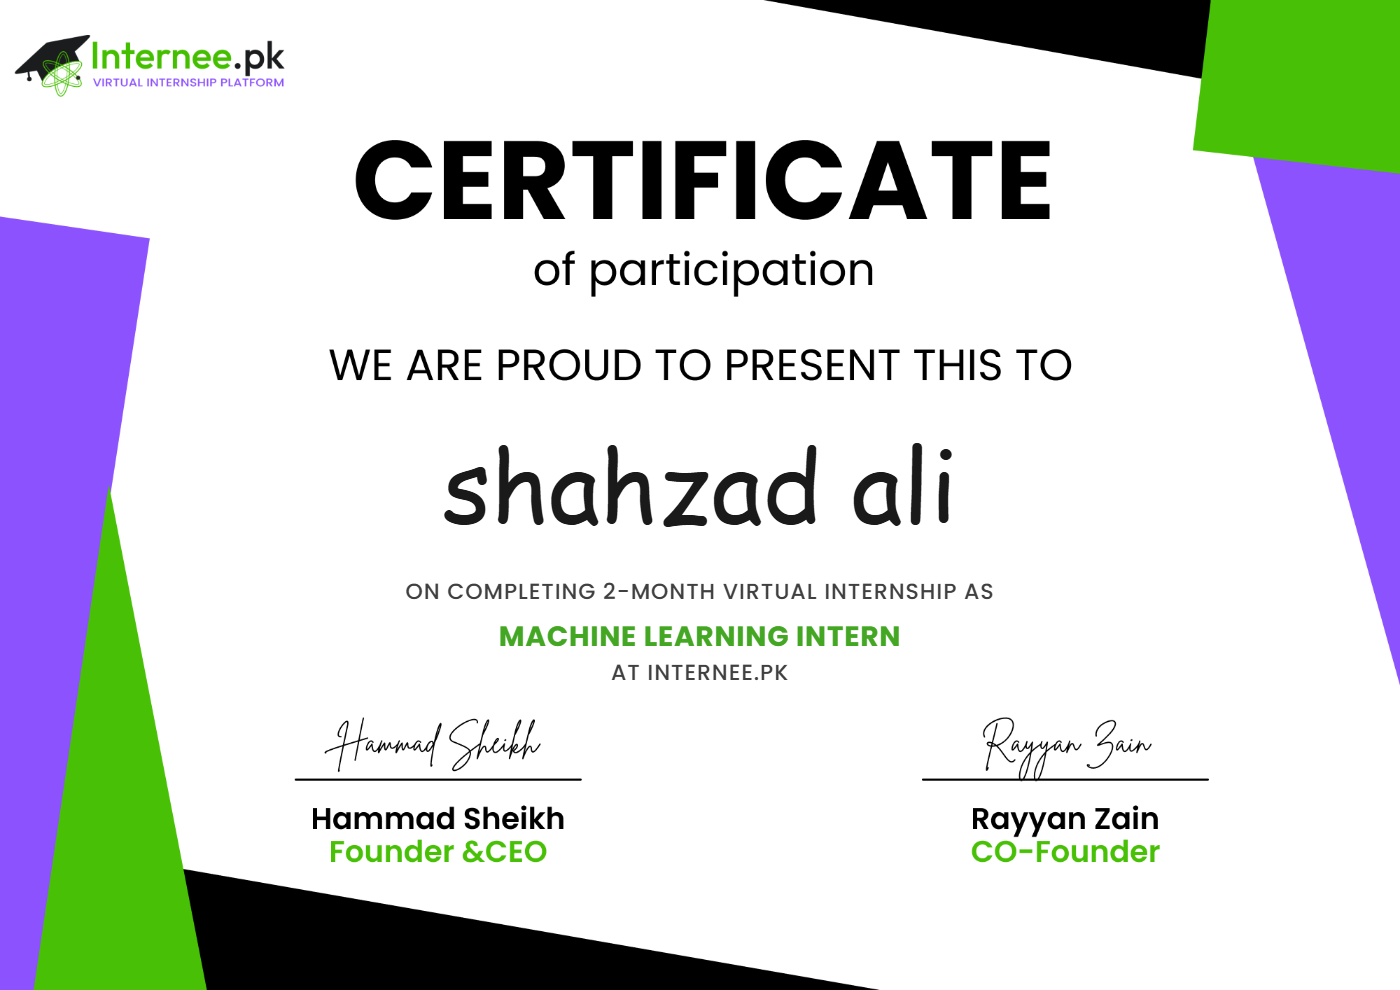 Internee.pk
VIRTUAL INTERNSHIP PLATFORM
CERTIFICATE
of participation
WE ARE PROUD TO PRESENT THIS TO
shahzad ali
ON COMPLETING 2-MONTH VIRTUAL INTERNSHIP AS
MACHINE LEARNING INTERN
AT INTERNEE.PK
Hammad Sheikh
Rayyan Zain
Hammad Sheikh
Founder &CEO
Rayyan Zain
CO-Founder